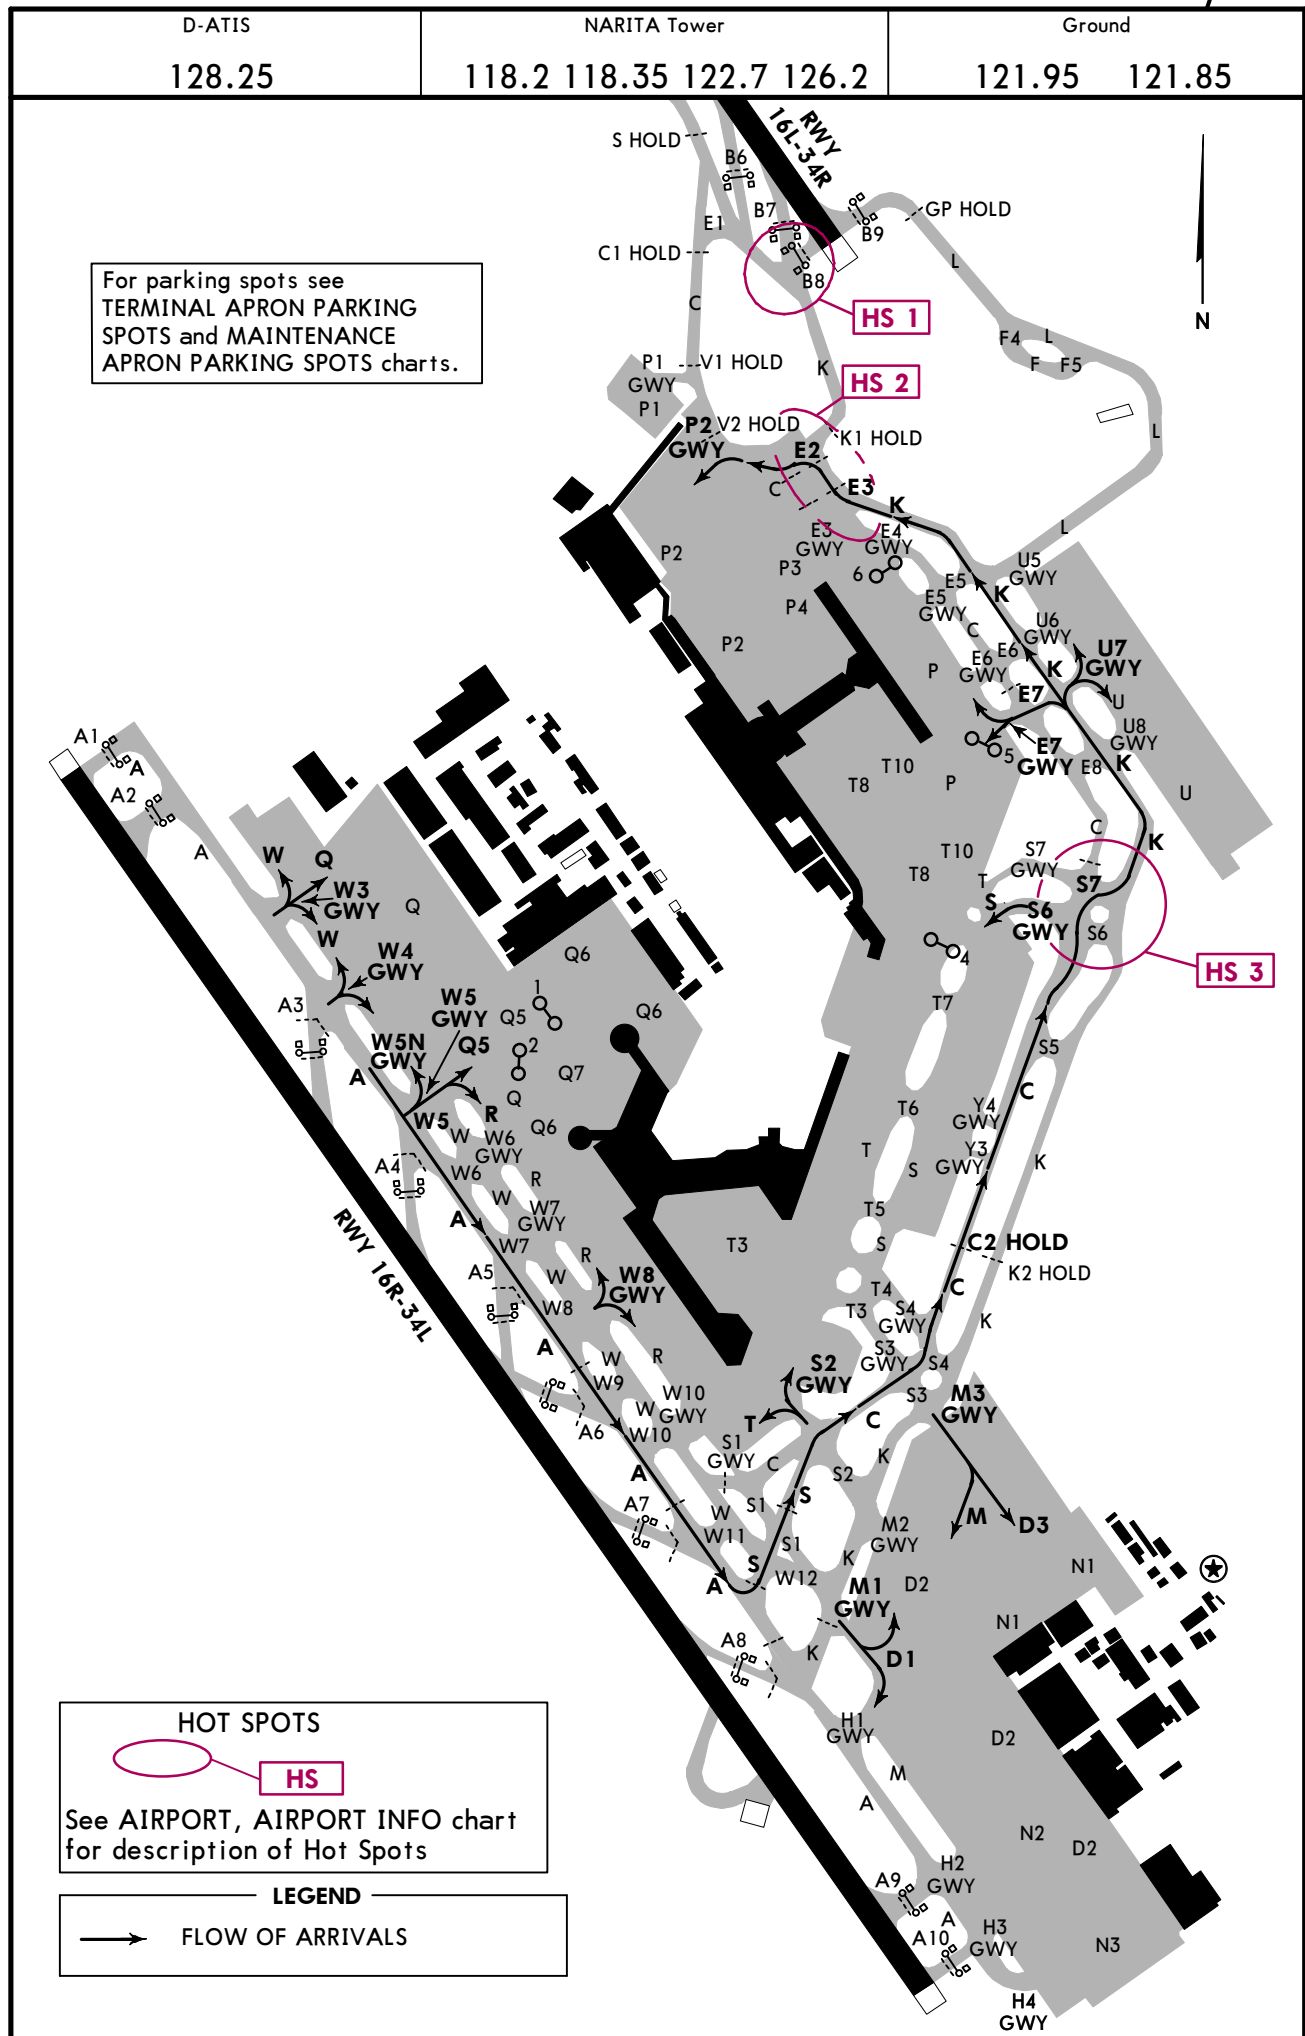 D-ATIS
128.25
NARITA Tower
118.2 118.35 122.7 126.2
Ground
121.95 121.85
S HOLD
RWY
16L-34R
B6
B7
E1
B9
GP HOLD
C1 HOLD
B8
L
For parking spots see
TERMINAL APRON PARKING
SPOTS and MAINTENANCE
APRON PARKING SPOTS charts.
C
HS 1
N
F4
L
F
F5
P1
GWY
V1 HOLD
K
HS 2
P1
P2
GWY
V2 HOLD
K1 HOLD
L
E2
C
E3
K
L
E3
GWY
E4
GWY
P2
P3
6
U5
GWY
E5
K
E5
GWY
P4
C
U6
GWY
P2
E6
E6
GWY
P
K
U7
GWY
E7
U
U8
GWY
5
E7
GWY
E8
K
A1
A
A2
T10
T8
P
U
C
K
A
T10
T8
S7
GWY
T
S7
S
S6
GWY
S6
W
Q
W3
GWY
Q
W
W4
GWY
4
HS 3
Q6
A3
1
W5
GWY
Q5
Q6
T7
W5N
GWY
Q5
2
Q7
S5
A
W5
R
Q
Q6
C
T6
Y4
GWY
W
W6
GWY
A4
W6
T
S
Y3
GWY
K
R
W
W7
GWY
RWY 16R-34L
A
W7
T5
S
C2 HOLD
K2 HOLD
T3
R
A5
W
W8
GWY
W8
C
T4
T3
S4
GWY
K
A
S3
GWY
S4
W
R
W9
S2
GWY
S3
M3
GWY
W10
GWY
W
T
C
A6
W10
S1
GWY
C
K
S2
A
A7
S
S1
W
W11
M
D3
M2
GWY
S1
S
K
N1
A
W12
M1
GWY
D2
N1
A8
K
D1
H1
GWY
D2
M
A
N2
D2
HOT SPOTS
HS
See AIRPORT, AIRPORT INFO chart
for description of Hot Spots
LEGEND
FLOW OF ARRIVALS
H2
GWY
A9
A
A10
H3
GWY
N3
H4
GWY